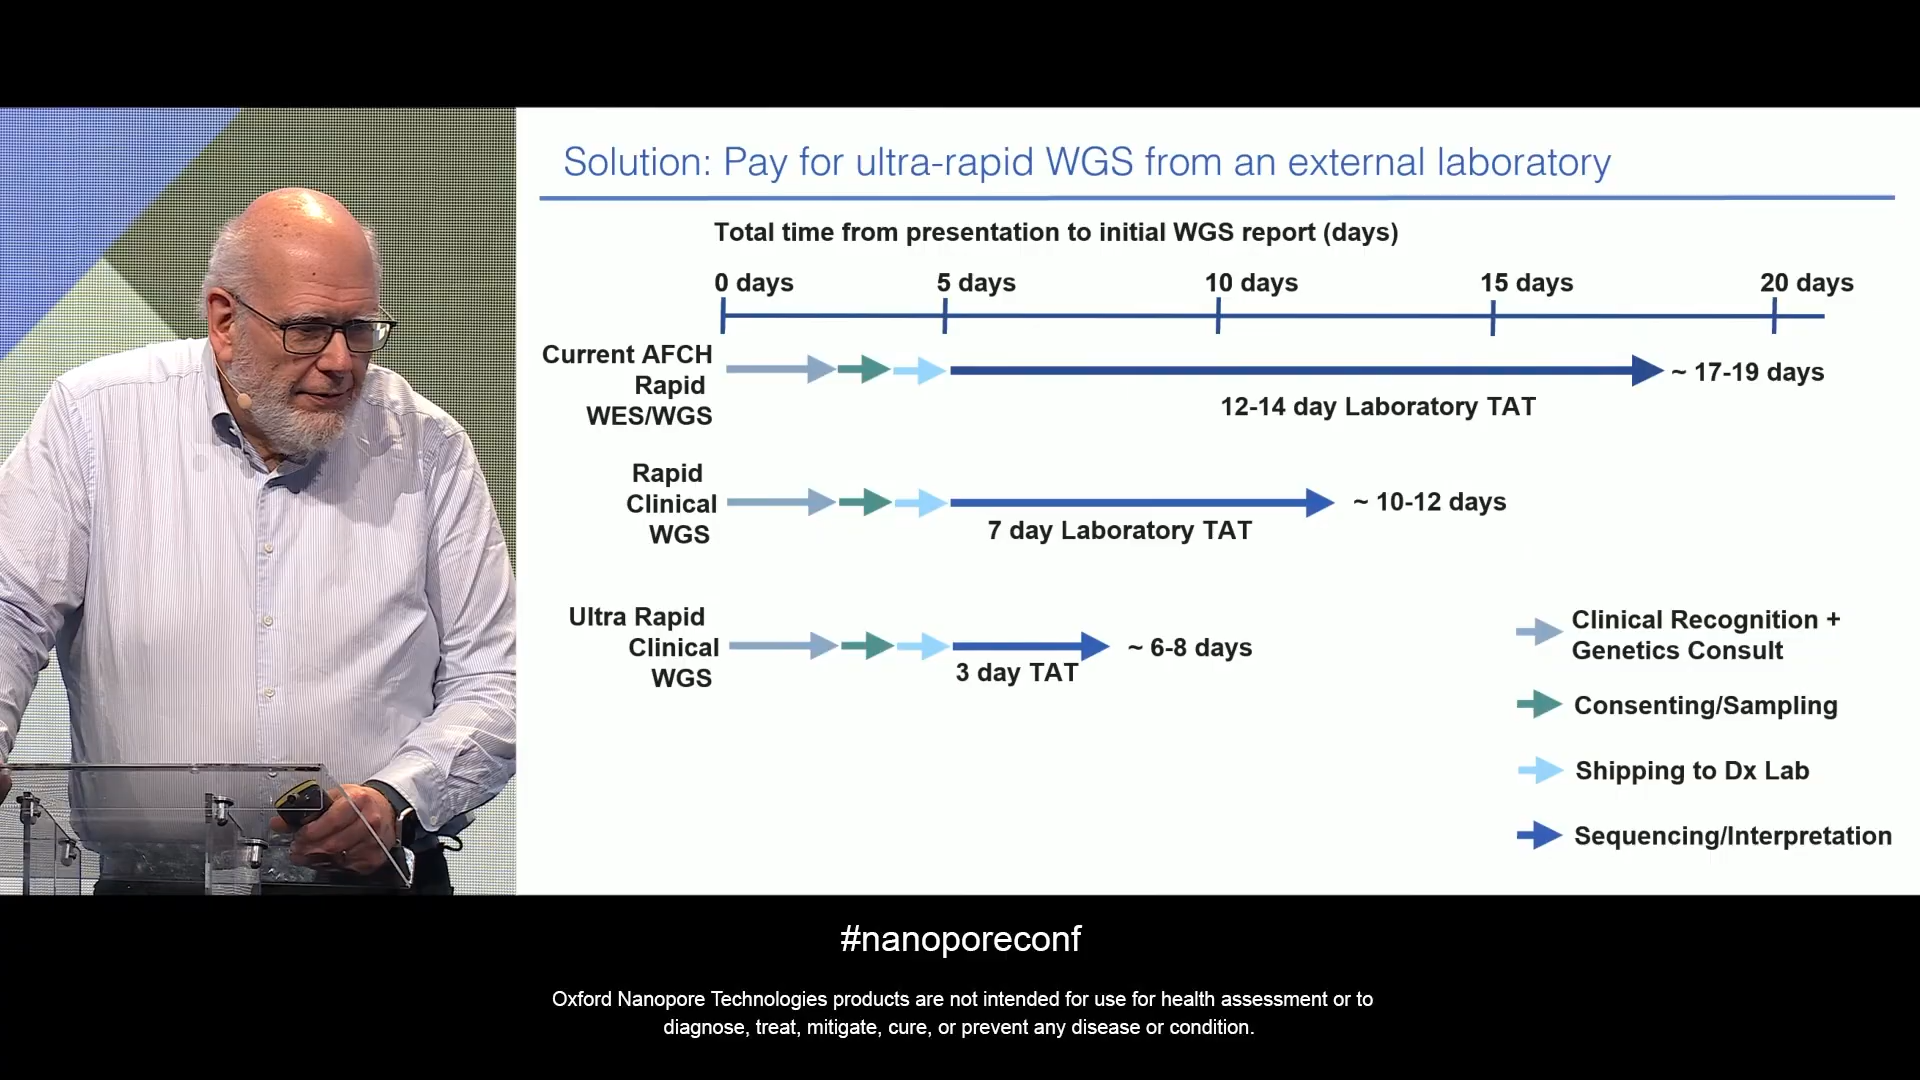 Solution: Pay for ultra-rapid WGS from an external laboratory
Total time from presentation to initial WGS report (days)
0 days
5 days
10 days
15 days
20 days
Current AFCH
Rapid
WES/WGS
~ 17-19 days
12-14 day Laboratory TAT
Rapid
Clinical
WGS
~ 10-12 days
7 day Laboratory TAT
Ultra Rapid
Clinical
WGS
~ 6-8 days
3 day TAT
Clinical Recognition +
Genetics Consult
Consenting/Sampling
Shipping to Dx Lab
Sequencing/Interpretation
#nanoporeconf
Oxford Nanopore Technologies products are not intended for use for health assessment or to
diagnose, treat, mitigate, cure, or prevent any disease or condition.